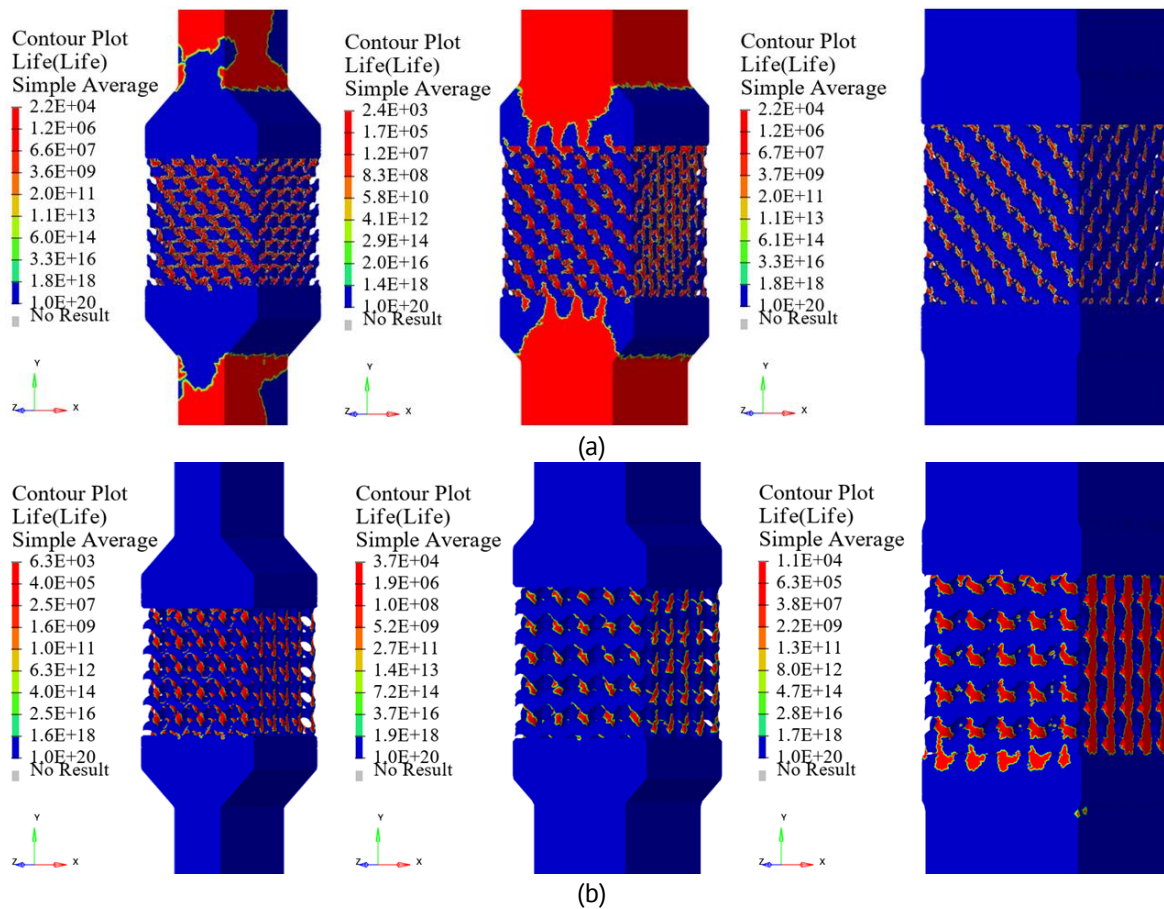 Contour Plot
Life(Life)
Simple Average
2.2E+04
1.2E+06
6.6E+07
3.6E+09
2.0E+11
1.1E+13
6.0E+14
3.3E+16
1.8E+18
1.0E+20
No Result
Y
Z
X
Contour Plot
Life(Life)
Simple Average
2.4E+03
1.7E+05
1.2E+07
8.3E+08
5.8E+10
4.1E+12
2.9E+14
2.0E+16
1.4E+18
1.0E+20
No Result
Y
Z
X
Contour Plot
Life(Life)
Simple Average
2.2E+04
1.2E+06
6.7E+07
3.7E+09
2.0E+11
1.1E+13
6.1E+14
3.3E+16
1.8E+18
1.0E+20
No Result
Y
Z
X
(a)
Contour Plot
Life(Life)
Simple Average
6.3E+03
4.0E+05
2.5E+07
1.6E+09
1.0E+11
6.3E+12
4.0E+14
2.5E+16
1.6E+18
1.0E+20
No Result
Y
Z
X
Contour Plot
Life(Life)
Simple Average
3.7E+04
1.9E+06
1.0E+08
5.2E+09
2.7E+11
1.4E+13
7.2E+14
3.7E+16
1.9E+18
1.0E+20
No Result
Y
Z
X
Contour Plot
Life(Life)
Simple Average
1.1E+04
6.3E+05
3.8E+07
2.2E+09
1.3E+11
8.0E+12
4.7E+14
2.8E+16
1.7E+18
1.0E+20
No Result
Y
Z
X
(b)